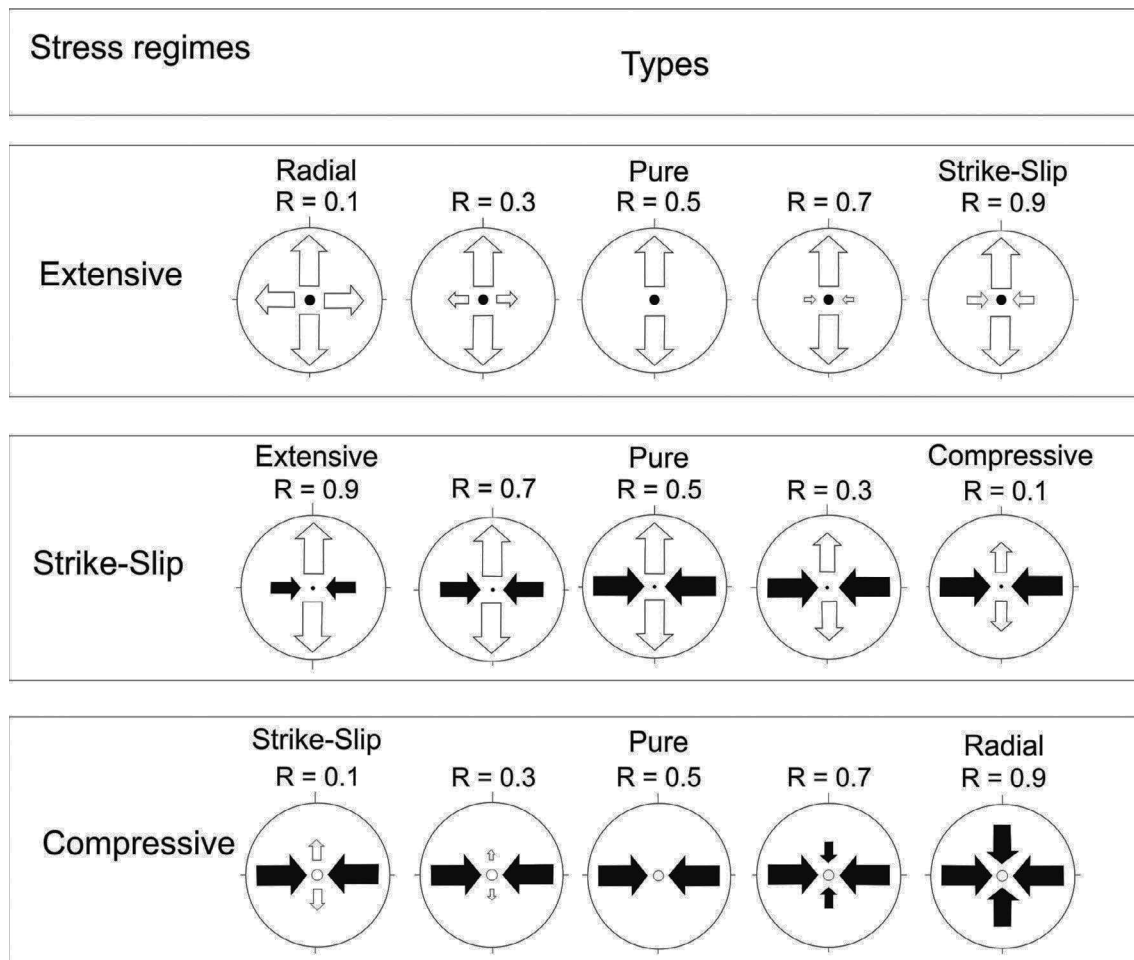 Stress regimes
Types
Extensive
Radial
R = 0.1
R = 0.3
Pure
R = 0.5
R = 0.7
Strike-Slip
R = 0.9
Strike-Slip
Extensive
R = 0.9
R = 0.7
Pure
R = 0.5
R = 0.3
Compressive
R = 0.1
Compressive
Strike-Slip
R = 0.1
R = 0.3
Pure
R = 0.5
R = 0.7
Radial
R = 0.9